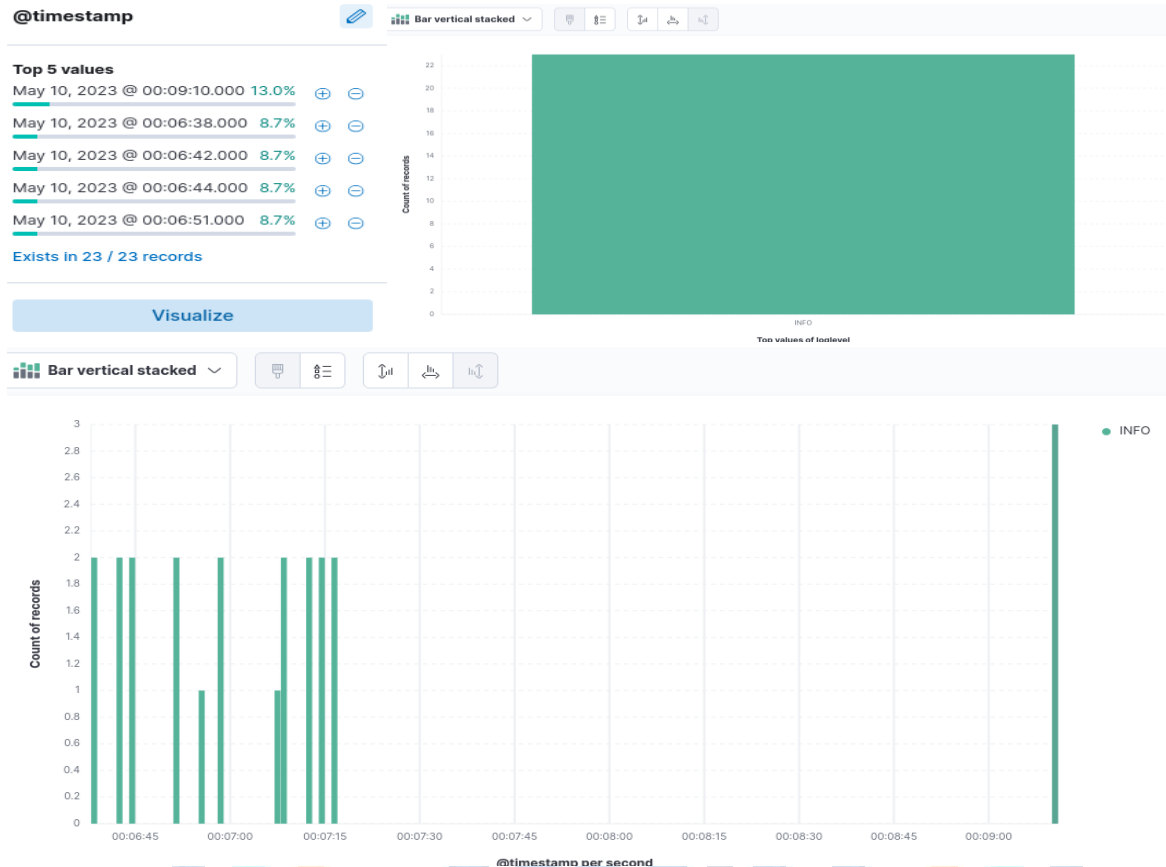 @timestamp
Top 5 values
May 10, 2023 @ 00:09:10.000 13.0%
May 10, 2023 @ 00:06:38.000 8.7%
May 10, 2023 @ 00:06:42.000 8.7%
May 10, 2023 @ 00:06:44.000 8.7%
May 10, 2023 @ 00:06:51.000 8.7%
Exists in 23 / 23 records
Visualize
Bar vertical stacked
Count of records
22
20
18
16
14
12
10
8
6
4
2
0
INFO
Top values of loglevel
Bar vertical stacked
Count of records
3
2.8
2.6
2.4
2.2
2
1.8
1.6
1.4
1.2
1
0.8
0.6
0.4
0.2
0
00:06:45 00:07:00 00:07:15 00:07:30 00:07:45 00:08:00 00:08:15 00:08:30 00:08:45 00:09:00
@timestamp per second
INFO